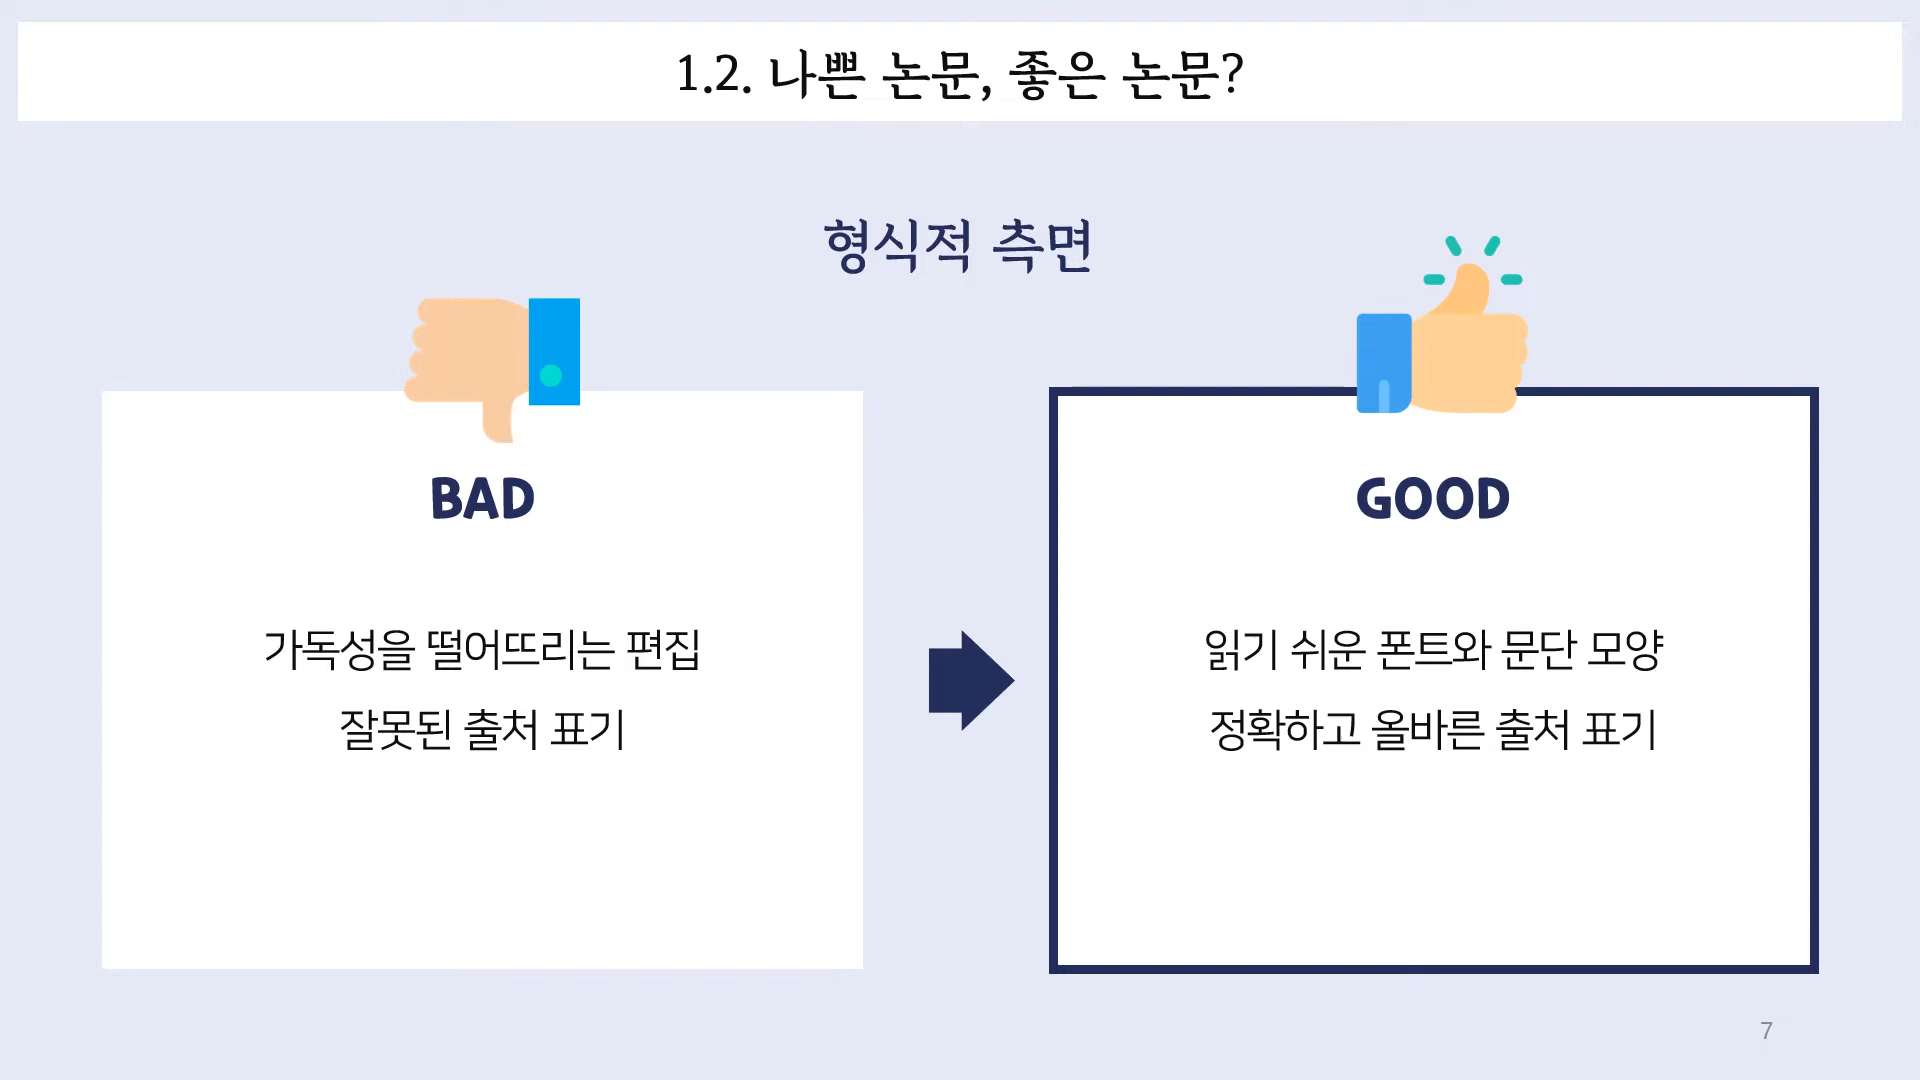 1.2. 나쁜 논문, 좋은 논문?
형식적 측면
BAD
가독성을 떨어뜨리는 편집
잘못된 출처 표기
GOOD
읽기 쉬운 폰트와 문단 모양
정확하고 올바른 출처 표기
7